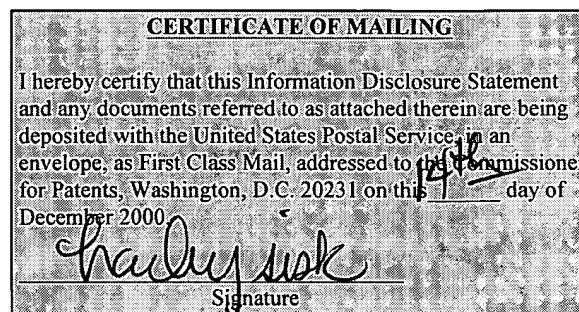 CERTIFICATE OF MAILING
I hereby certify that this Information Disclosure Statement
and any documents referred to as attached therein are being
deposited with the United States Postal Service, in an
envelope, as First Class Mail, addressed to the Commissione
for Patents, Washington, D.C. 20231 on this 14th day of
December 2000.
Signature